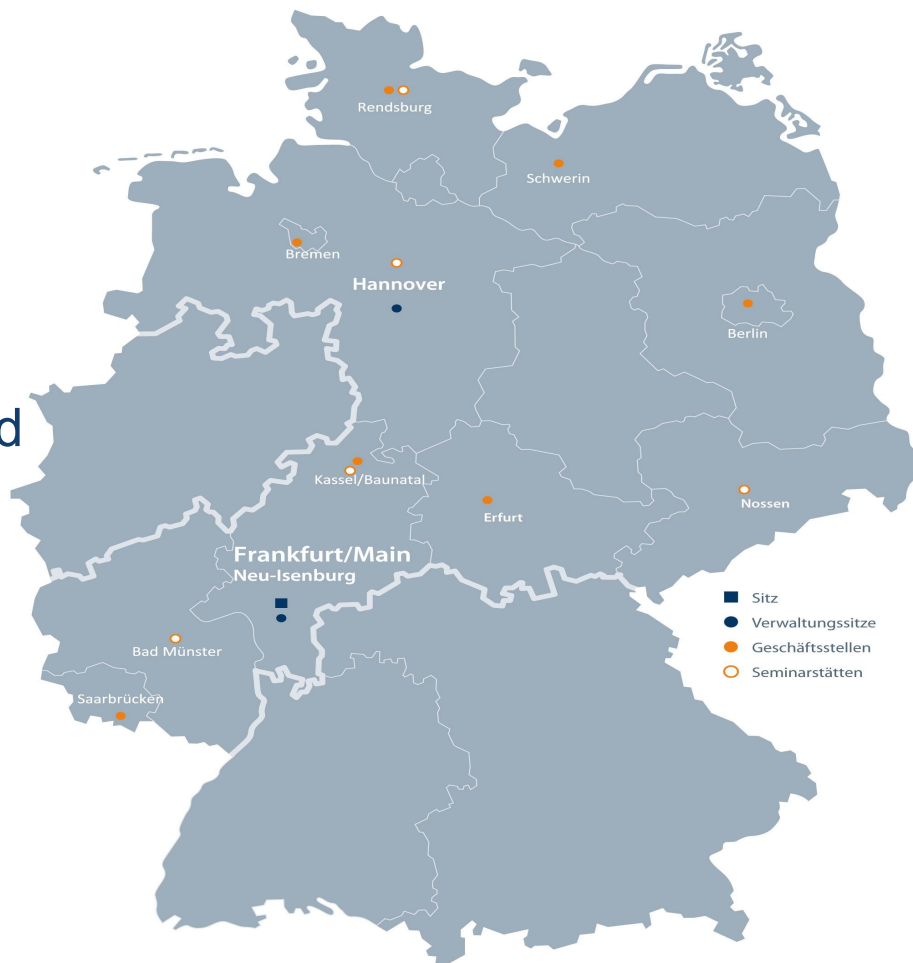 Rendsburg
Schwerin
Bremen
Hannover
Berlin
d
Kassel/Baunatal
Nossen
Erfurt
Frankfurt/Main
Neu-Isenburg
Sitz
Verwaltungssitze
Geschäftsstellen
Seminarstätten
Bad Münster
Saarbrücken